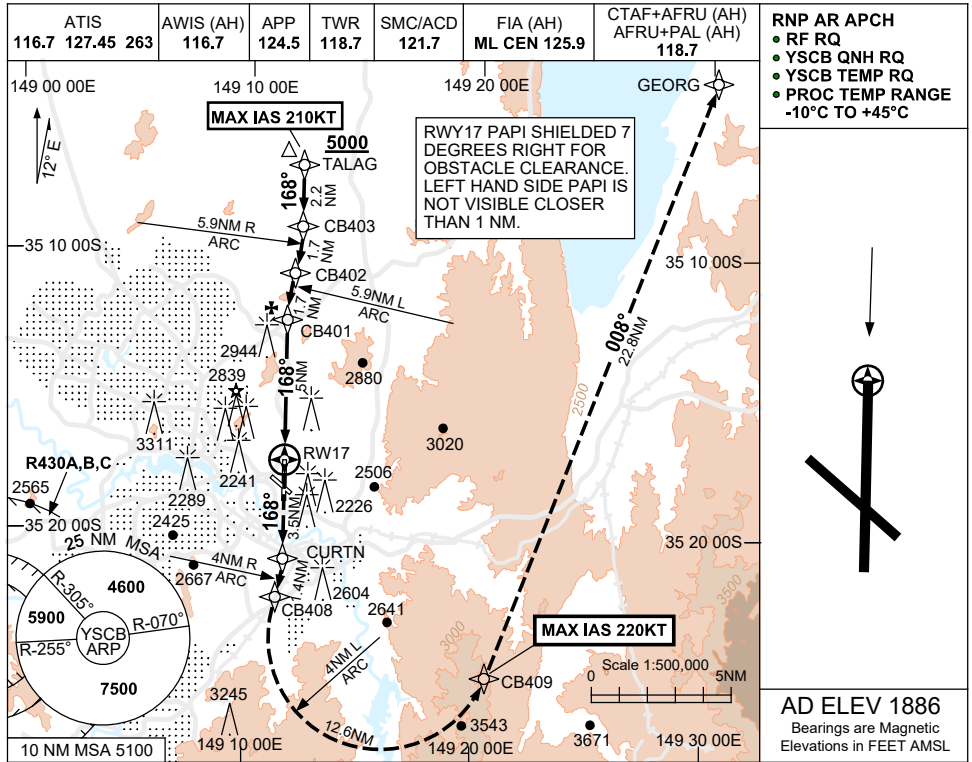 ATIS
116.7 127.45 263
AWIS (AH)
116.7
APP
124.5
TWR
118.7
SMC/ACD
121.7
FIA (AH)
ML CEN 125.9
CTAF+AFRU (AH)
AFRU+PAL (AH)
118.7
RNP AR APCH
RF RQ
YSCB QNH RQ
YSCB TEMP RQ
PROC TEMP RANGE
-10°C TO +45°C
149 00 00E
149 10 00E
149 20 00E
GEORG
12° E
MAX IAS 210KT
5000
TALAG
168°
2.2
NM
RWY17 PAPI SHIELDED 7
DEGREES RIGHT FOR
OBSTACLE CLEARANCE.
LEFT HAND SIDE PAPI IS
NOT VISIBLE CLOSER
THAN 1 NM.
5.9NM R
ARC
CB403
1.7
NM
35 10 00S
35 10 00S
CB402
5.9NM L
ARC
1.7
NM
CB401
008°
22.8NM
2944
2880
2839
168°
5NM
2500
3311
3020
2241
RW17
R430A,B,C
2565
2289
2506
2226
35 20 00S
168°
3.5NM
2425
35 20 00S
25 NM MSA
4NM R
ARC
CURTN
2667
1.4NM
2604
CB408
3500
4600
R-305°
5900
R-070°
R-255°
YSCB
ARP
7500
2641
3000
MAX IAS 220KT
4NM L
ARC
Scale 1:500,000
0
5NM
CB409
3245
12.6NM
3543
3671
10 NM MSA 5100
149 10 00E
149 20 00E
149 30 00E
AD ELEV 1886
Bearings are Magnetic
Elevations in FEET AMSL